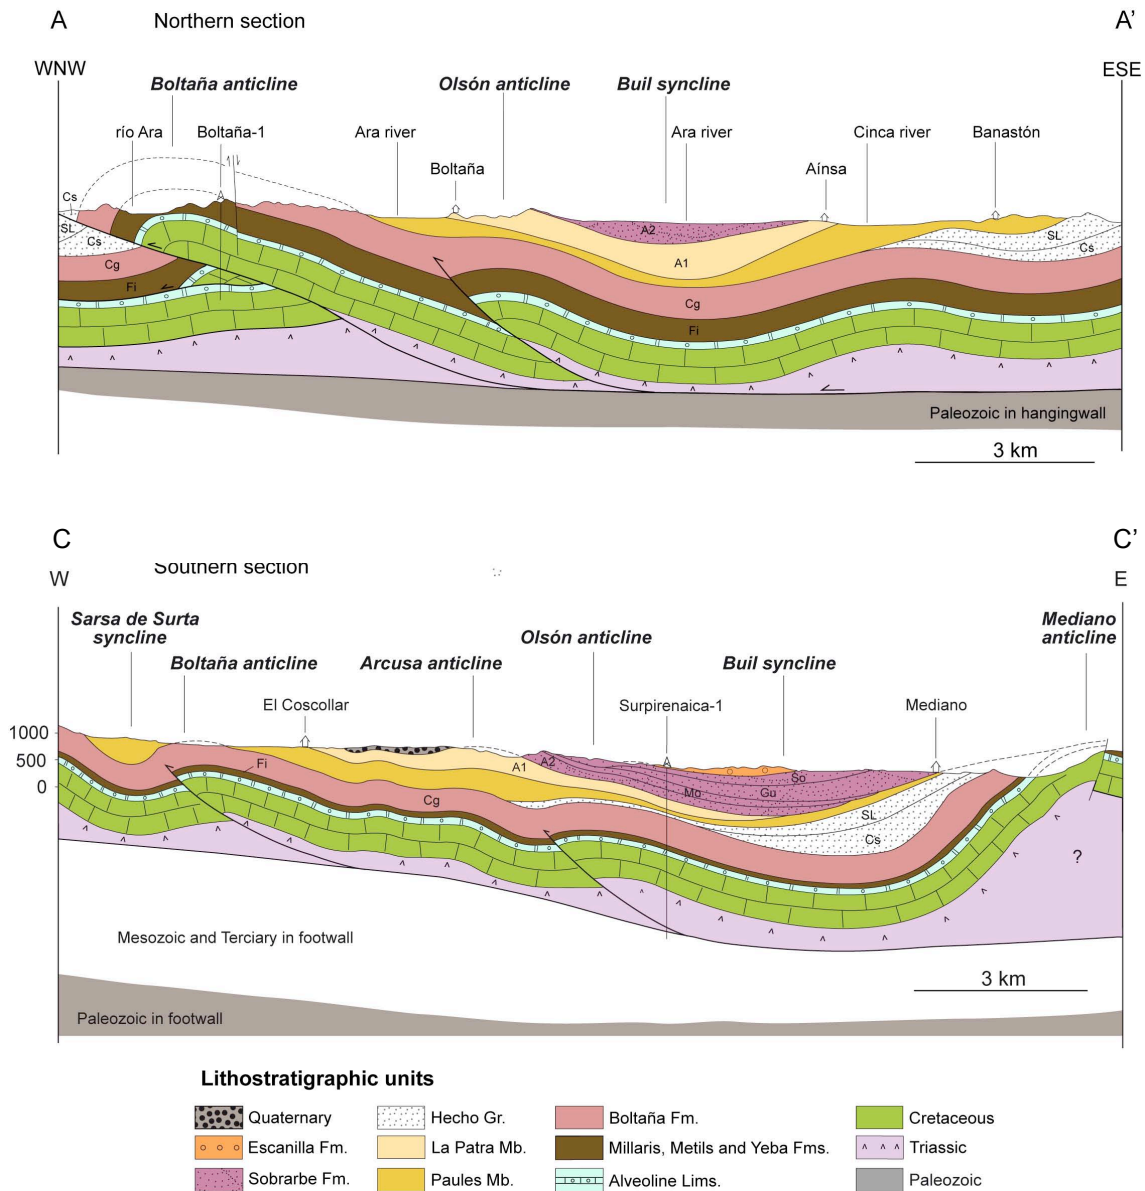 A
Northern section
A'
WNW
ESE
Boltaña anticline
Olsón anticline
Buil syncline
río Ara
Boltaña-1
Ara river
Boltaña
Ara river
Aínsa
Cinca river
Banastón
Cs
SL
Cs
Cg
Fi
A
A2
A1
Cg
Fi
SL
Cs
Paleozoic in hangingwall
3 km
C
C'
W
Southern section
E
Sarsa de Surta
syncline
Boltaña anticline
Arcusa anticline
Olsón anticline
Buil syncline
Mediano
anticline
El Coscollar
Surpirenaica-1
Mediano
1000
500
0
Fi
Cg
A1
A2
A
Mo
Gu
So
SL
Cs
?
Mesozoic and Terciary in footwall
3 km
Paleozoic in footwall
Lithostratigraphic units
Quaternary
Hecho Gr.
Boltaña Fm.
Cretaceous
Escanilla Fm.
La Patra Mb.
Millaris, Metils and Yeba Fms.
Triassic
Sobrarbe Fm.
Paules Mb.
Alveoline Lims.
Paleozoic